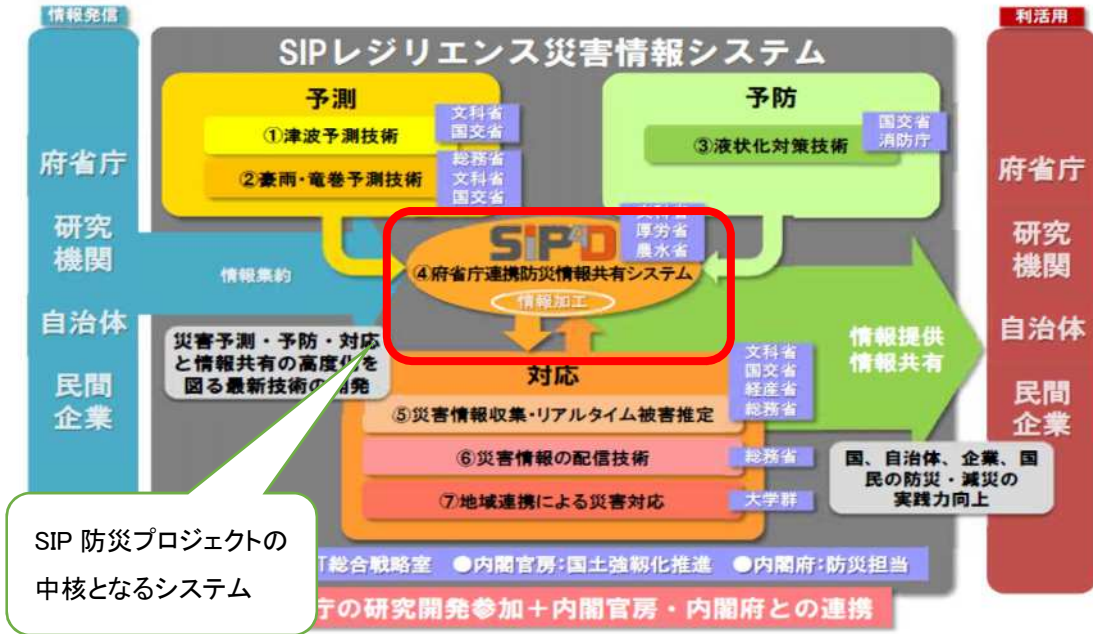 情報発信
利活用
SIPレジリエンス災害情報システム
府省庁
研究
機関
自治体
民間
企業
予測
①津波予測技術
文科省
国交省
②豪雨・竜巻予測技術
総務省
文科省
国交省
予防
③液状化対策技術
国交省
消防庁
情報集約
SIP4D
厚労省
農水省
④府省庁連携防災情報共有システム
情報加工
災害予測・予防・対応
と情報共有の高度化を
図る最新技術の開発
対応
⑤災害情報収集・リアルタイム被害推定
文科省
国交省
経産省
総務省
⑥災害情報の配信技術
総務省
⑦地域連携による災害対応
大学群
情報提供
情報共有
国、自治体、企業、国
民の防災・減災の
実践力向上
府省庁
研究
機関
自治体
民間
企業
SIP 防災プロジェクトの
中核となるシステム
T総合戦略室 ●内閣官房:国土強靱化推進 ●内閣府:防災担当
庁の研究開発参加+内閣官房・内閣府との連携